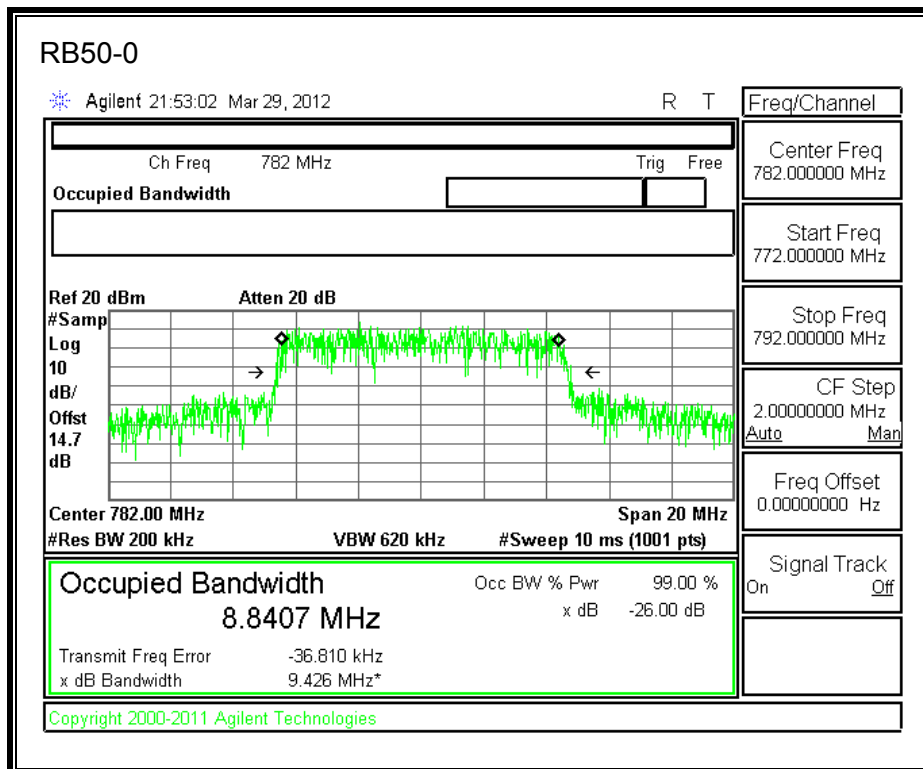 RB50-0
Agilent 21:53:02 Mar 29, 2012 R T
Freq/Channel
Ch Freq 782 MHz Trig Free
Occupied Bandwidth
Center Freq
782.000000 MHz
Start Freq
772.000000 MHz
Stop Freq
792.000000 MHz
CF Step
2.00000000 MHz
Auto Man
Freq Offset
0.00000000 Hz
Signal Track
On Off
Ref 20 dBm Atten 20 dB
#Samp
Log
10
dB/
Offst
14.7
dB
Center 782.00 MHz Span 20 MHz
#Res BW 200 kHz VBW 620 kHz #Sweep 10 ms (1001 pts)
Occupied Bandwidth Occ BW % Pwr 99.00 %
8.8407 MHz x dB -26.00 dB
Transmit Freq Error -36.810 kHz
x dB Bandwidth 9.426 MHz*
Copyright 2000-2011 Agilent Technologies